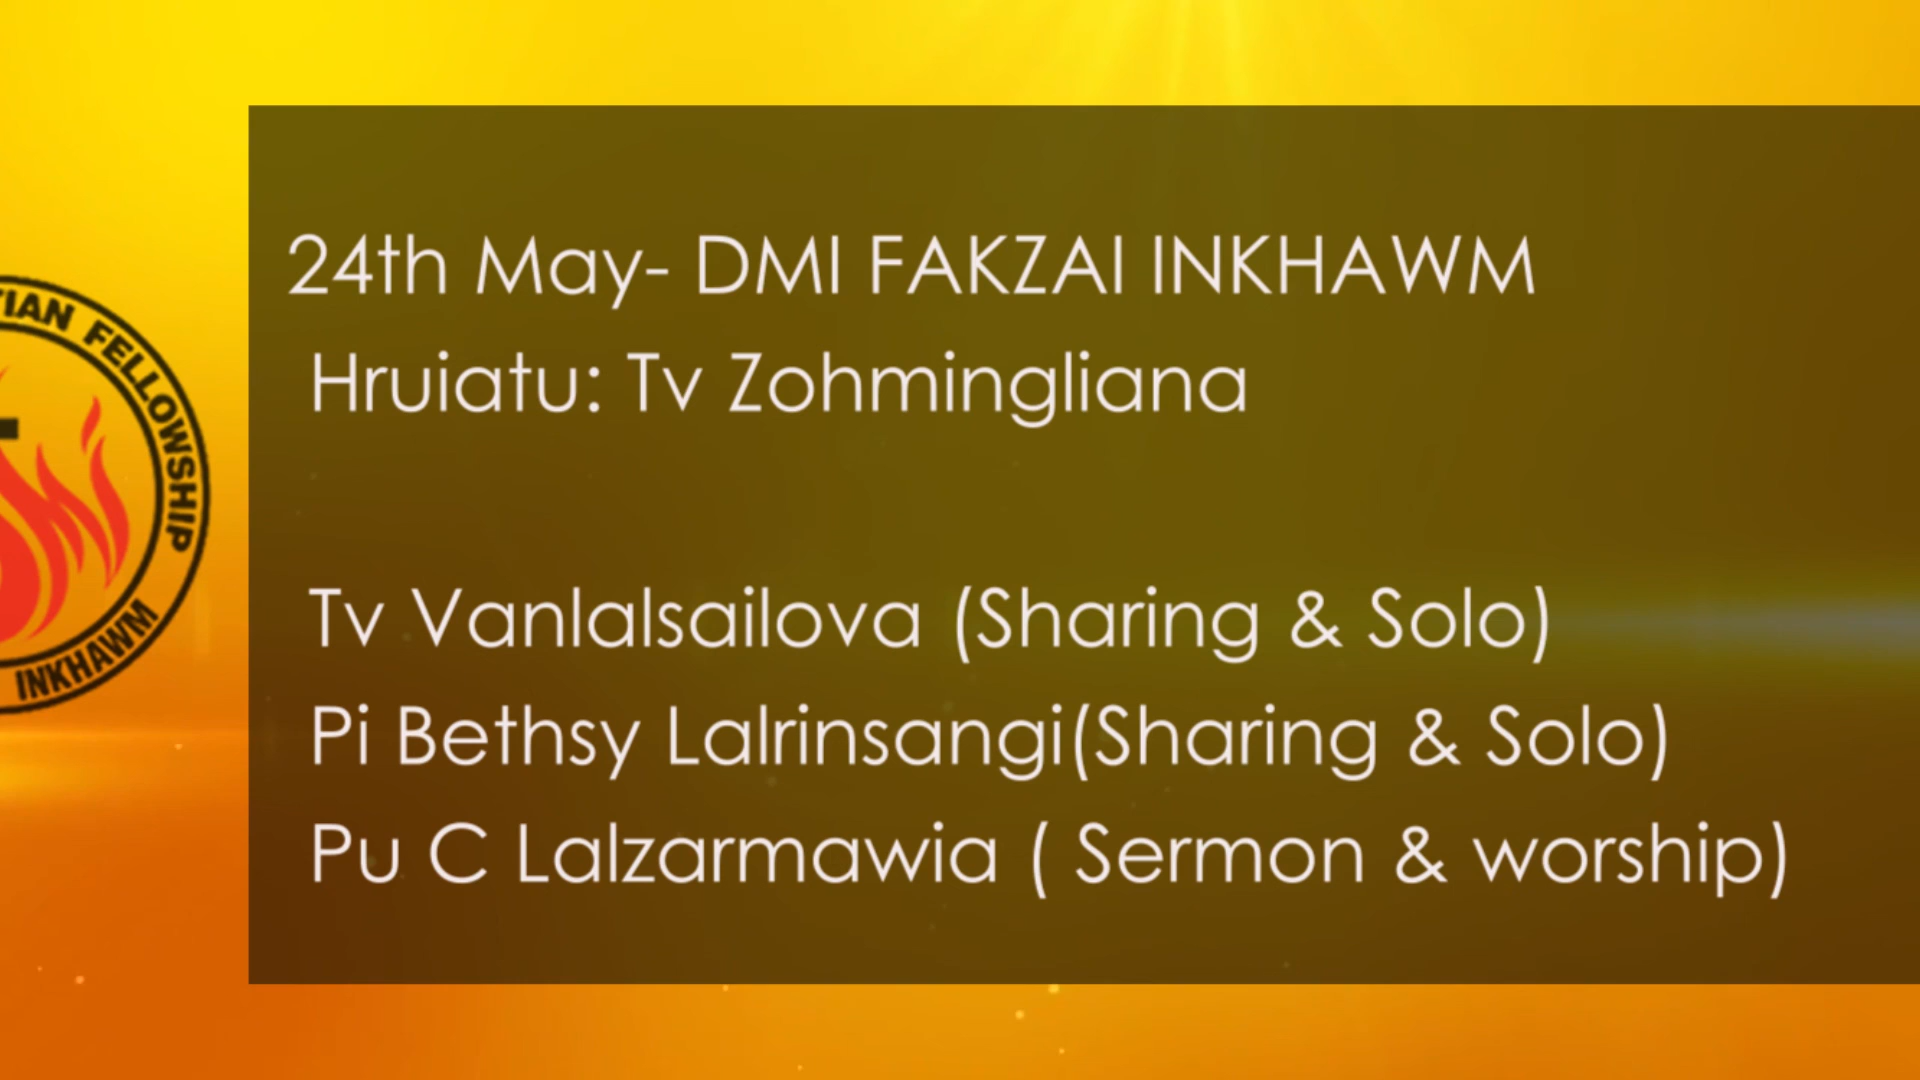 24th May- DMI FAKZAI INKHAWM
Hruiatu: Tv Zohmingliana
Tv Vanlalsailova (Sharing & Solo)
Pi Bethsy Lalrinsangi(Sharing & Solo)
Pu C Lalzarmawia ( Sermon & worship)
FELLOWSHIP
INKHAWM